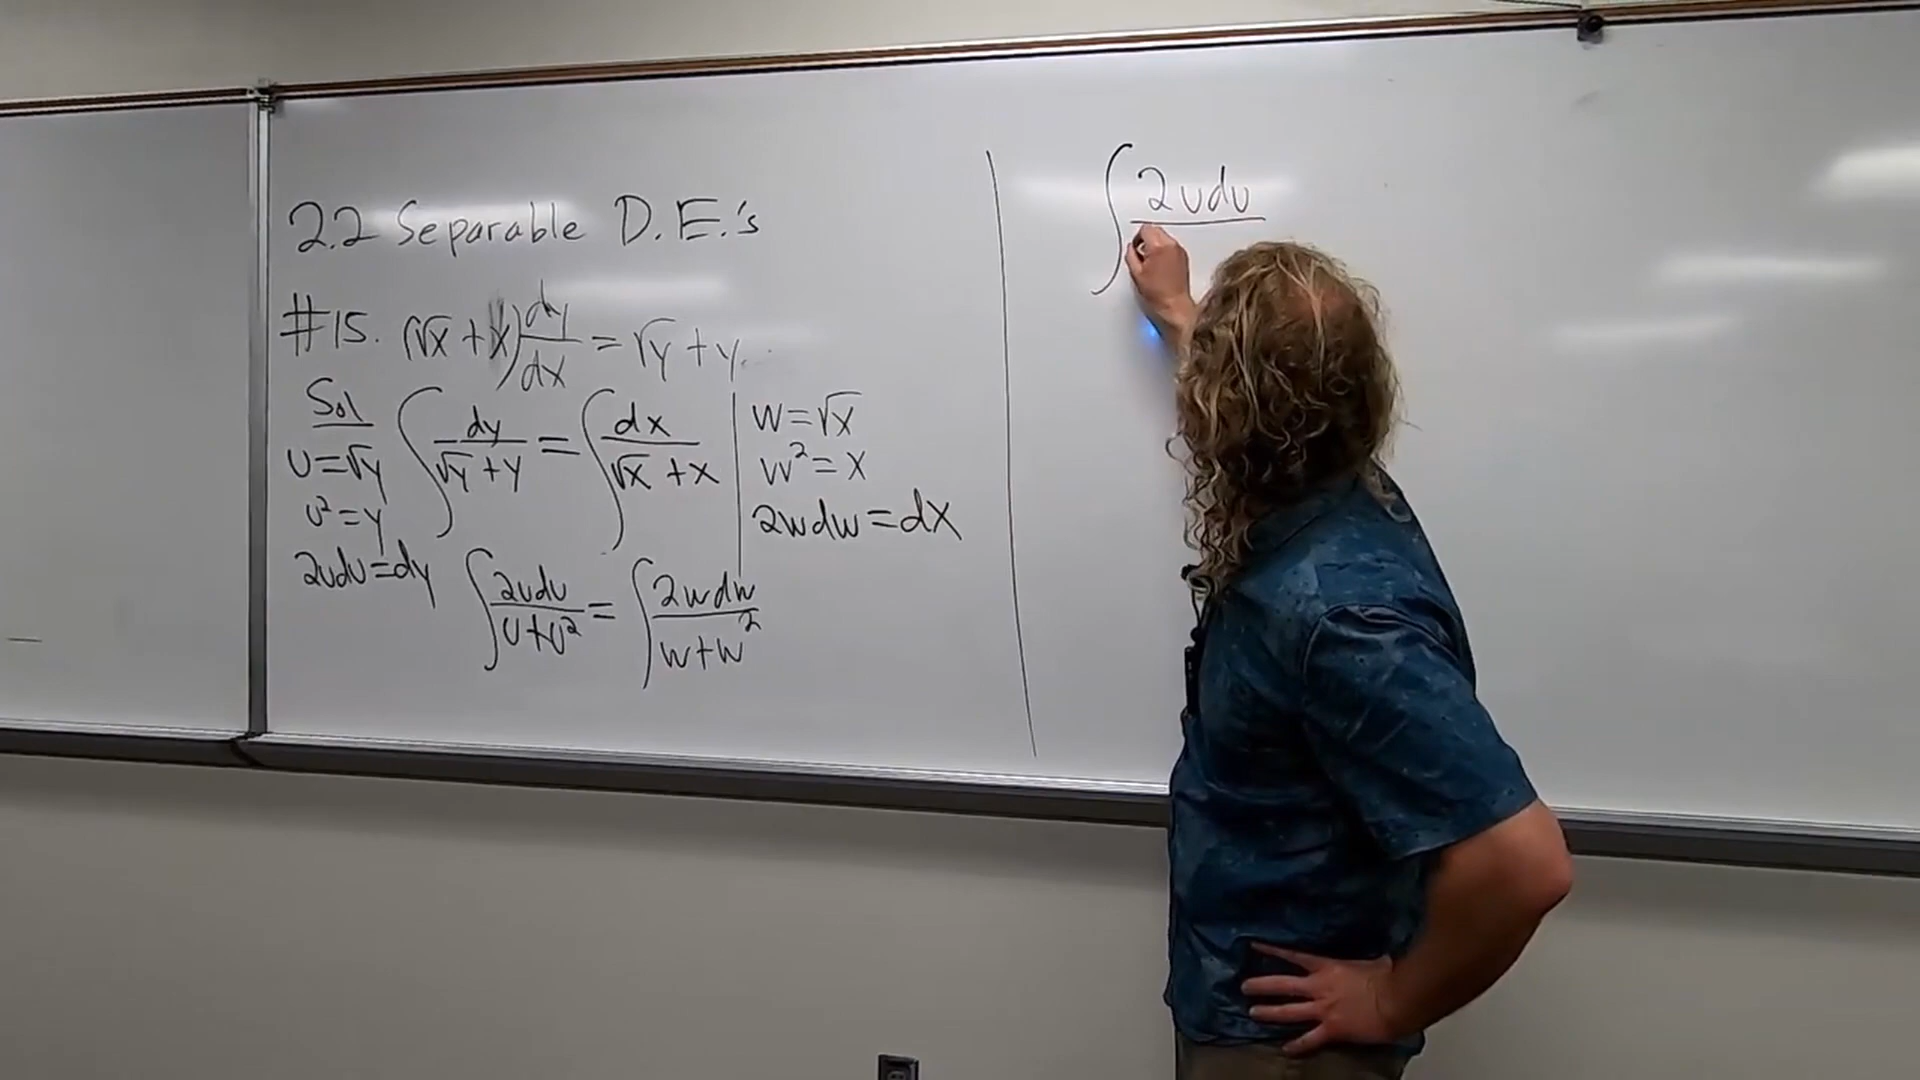 2.2 Separable D.E.'s
#15. (√x + x) dy/dx = √y + y
Sol
u = √y
u² = y
2udu = dy
∫ dy/(√y + y) = ∫ dx/(√x + x)
w = √x
w² = x
2wdw = dx
∫ 2udu/(u + u²) = ∫ 2wdw/(w + w²)
∫ 2udu